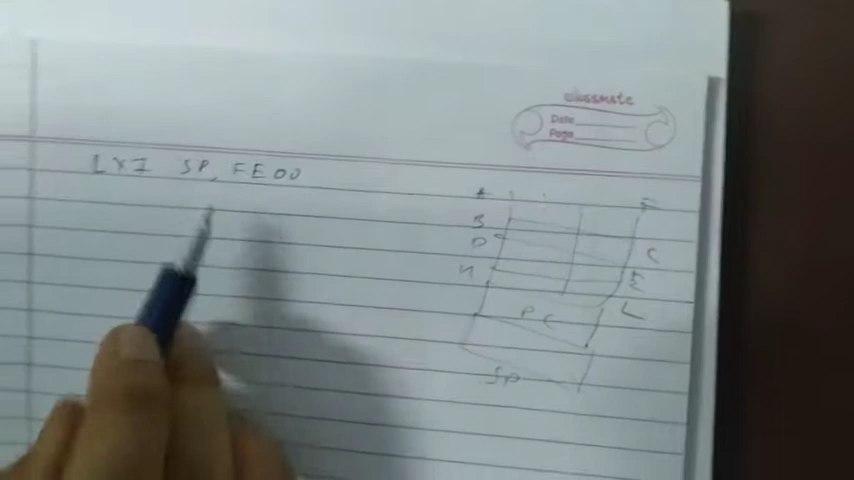 classmate
Date
Page
LXI SP, FE00
A F
B C
D E
H L
PC
SP